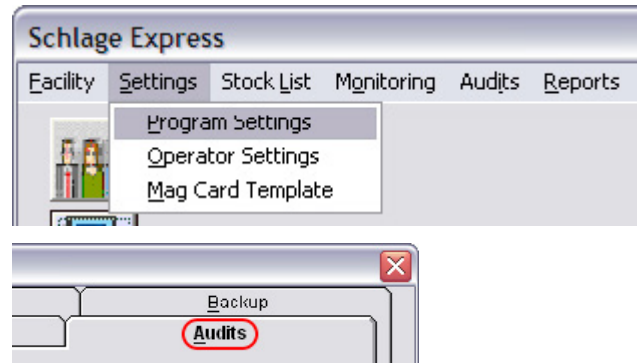 Schlage Express
Facility Settings Stock List Monitoring Audits Reports
Program Settings
Operator Settings
Mag Card Template
Backup
Audits